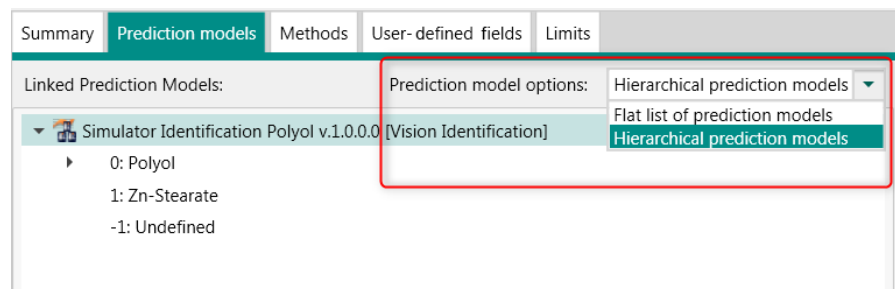 Summary Prediction models Methods User- defined fields Limits
Linked Prediction Models: Prediction model options: Hierarchical prediction models
Flat list of prediction models
Hierarchical prediction models
Simulator Identification Polyol v.1.0.0.0 [Vision Identification]
0: Polyol
1: Zn-Stearate
-1: Undefined